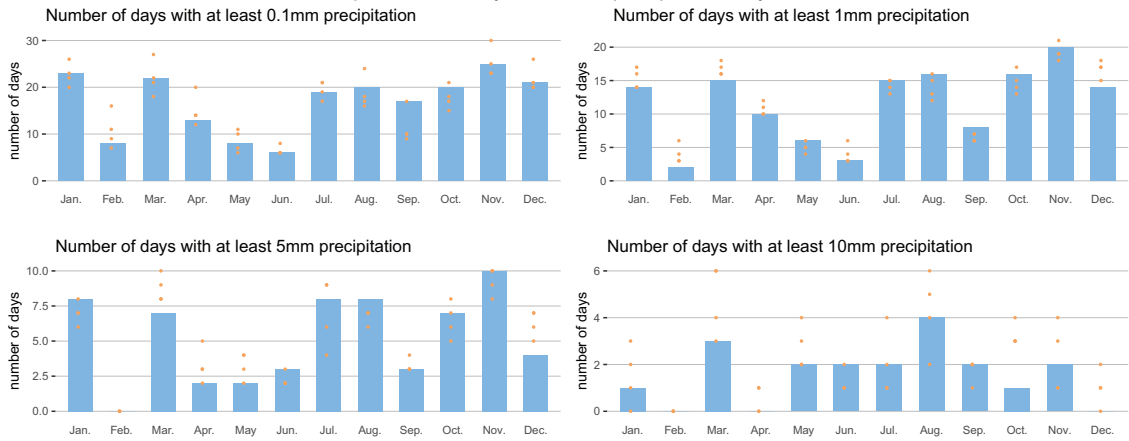 Number of days with at least 0.1mm precipitation
number of days
30
20
10
0
Jan. Feb. Mar. Apr. May Jun. Jul. Aug. Sep. Oct. Nov. Dec.
Number of days with at least 1mm precipitation
number of days
20
15
10
5
0
Jan. Feb. Mar. Apr. May Jun. Jul. Aug. Sep. Oct. Nov. Dec.
Number of days with at least 5mm precipitation
number of days
10.0
7.5
5.0
2.5
0.0
Jan. Feb. Mar. Apr. May Jun. Jul. Aug. Sep. Oct. Nov. Dec.
Number of days with at least 10mm precipitation
number of days
6
4
2
0
Jan. Feb. Mar. Apr. May Jun. Jul. Aug. Sep. Oct. Nov. Dec.